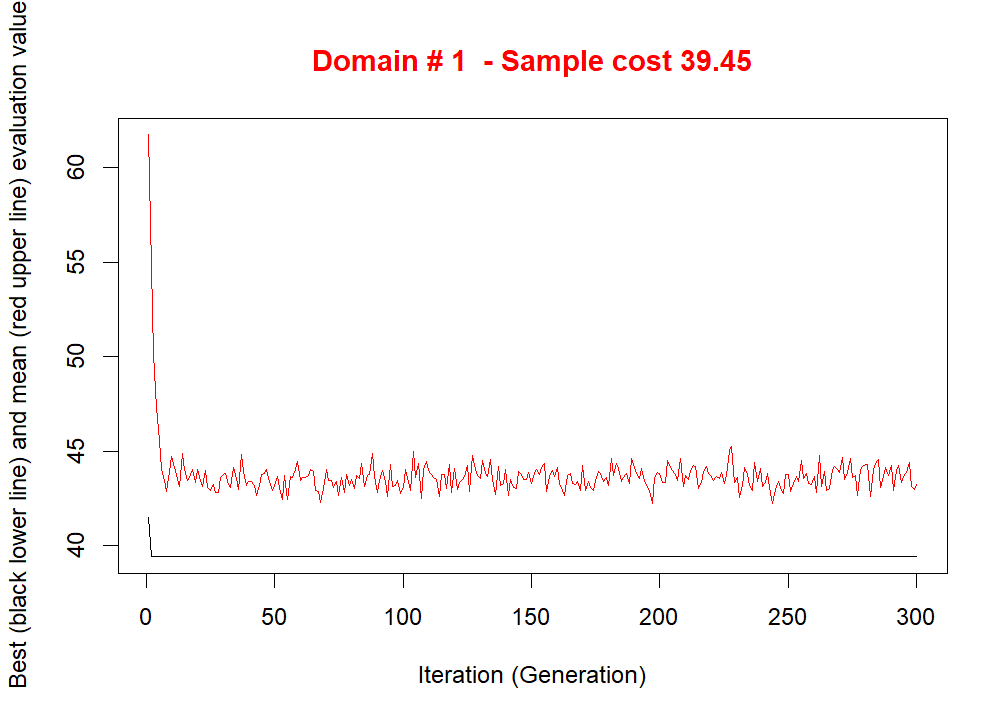 Domain # 1  - Sample cost 39.45
Best (black lower line) and mean (red upper line) evaluation value
60
55
50
45
40
0 50 100 150 200 250 300
Iteration (Generation)